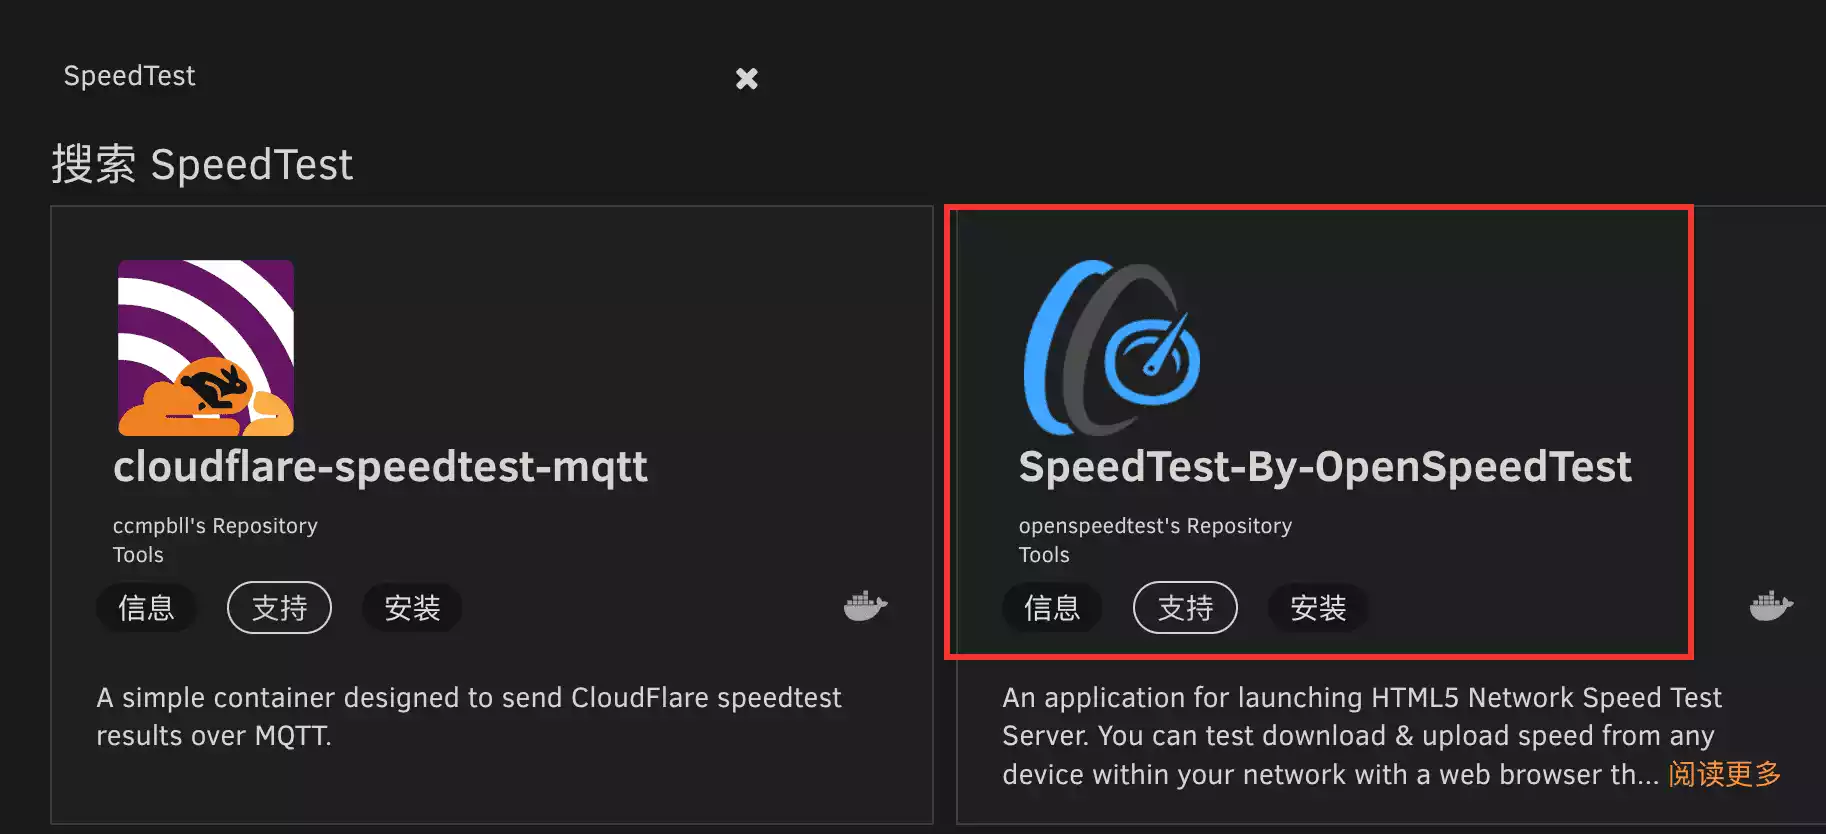 SpeedTest
搜索 SpeedTest
cloudflare-speedtest-mqtt
ccmpbll's Repository
Tools
信息 支持 安装
A simple container designed to send CloudFlare speedtest
results over MQTT.
SpeedTest-By-OpenSpeedTest
openspeedtest's Repository
Tools
信息 支持 安装
An application for launching HTML5 Network Speed Test
Server. You can test download & upload speed from any
device within your network with a web browser th... 阅读更多